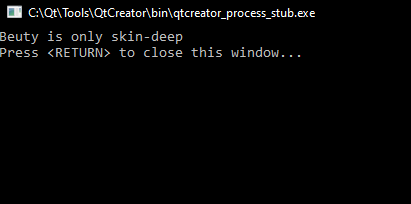 C:\Qt\Tools\QtCreator\bin\qtcreator_process_stub.exe
Beuty is only skin-deep
Press <RETURN> to close this window...